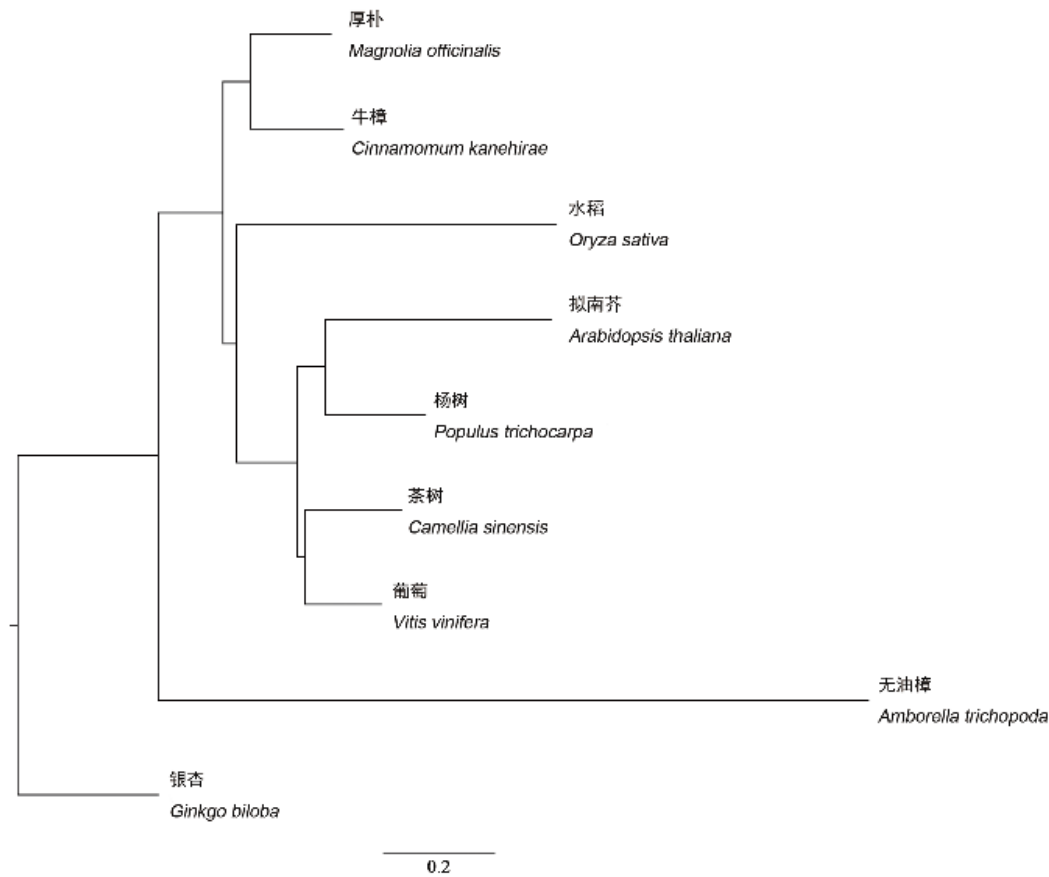 厚朴
Magnolia officinalis
牛樟
Cinnamomum kanehirae
水稻
Oryza sativa
拟南芥
Arabidopsis thaliana
杨树
Populus trichocarpa
茶树
Camellia sinensis
葡萄
Vitis vinifera
无油樟
Amborella trichopoda
银杏
Ginkgo biloba
0.2